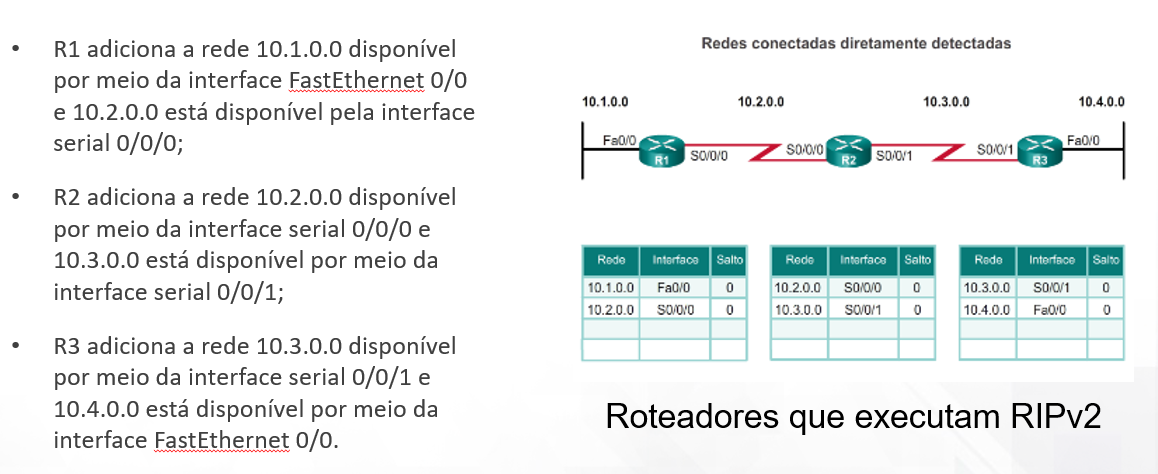 • R1 adiciona a rede 10.1.0.0 disponível
por meio da interface FastEthernet 0/0
e 10.2.0.0 está disponível pela interface
serial 0/0/0;
• R2 adiciona a rede 10.2.0.0 disponível
por meio da interface serial 0/0/0 e
10.3.0.0 está disponível por meio da
interface serial 0/0/1;
• R3 adiciona a rede 10.3.0.0 disponível
por meio da interface serial 0/0/1 e
10.4.0.0 está disponível por meio da
interface FastEthernet 0/0.
Redes conectadas diretamente detectadas
10.1.0.0 10.2.0.0 10.3.0.0 10.4.0.0
Fa0/0 R1 S0/0/0 S0/0/0 R2 S0/0/1 S0/0/1 R3 Fa0/0
Rede Interface Salto Rede Interface Salto Rede Interface Salto
10.1.0.0 Fa0/0 0 10.2.0.0 S0/0/0 0 10.3.0.0 S0/0/1 0
10.2.0.0 S0/0/0 0 10.3.0.0 S0/0/1 0 10.4.0.0 Fa0/0 0
Roteadores que executam RIPv2